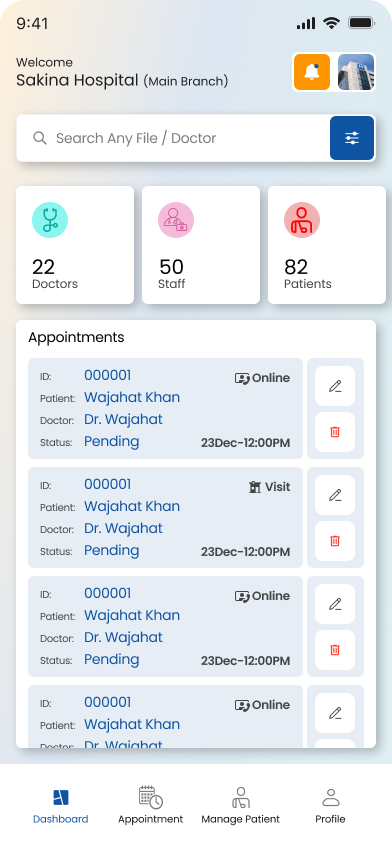 9:41
Welcome
Sakina Hospital (Main Branch)
Search Any File / Doctor
22
Doctors
50
Staff
82
Patients
Appointments
ID: 000001 Online
Patient: Wajahat Khan
Doctor: Dr. Wajahat
Status: Pending 23Dec-12:00PM
ID: 000001 Visit
Patient: Wajahat Khan
Doctor: Dr. Wajahat
Status: Pending 23Dec-12:00PM
ID: 000001 Online
Patient: Wajahat Khan
Doctor: Dr. Wajahat
Status: Pending 23Dec-12:00PM
ID: 000001 Online
Patient: Wajahat Khan
Doctor: Dr. Wajahat
Dashboard Appointment Manage Patient Profile